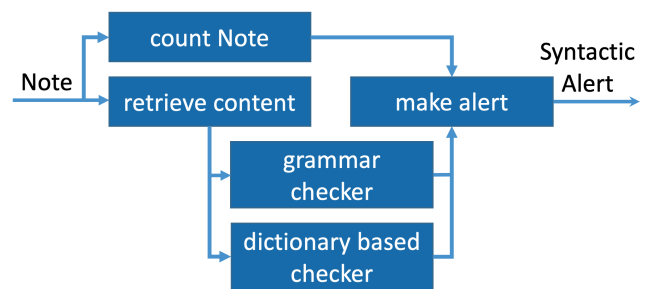 count Note
Note
retrieve content
make alert
Syntactic
Alert
grammar
checker
dictionary based
checker